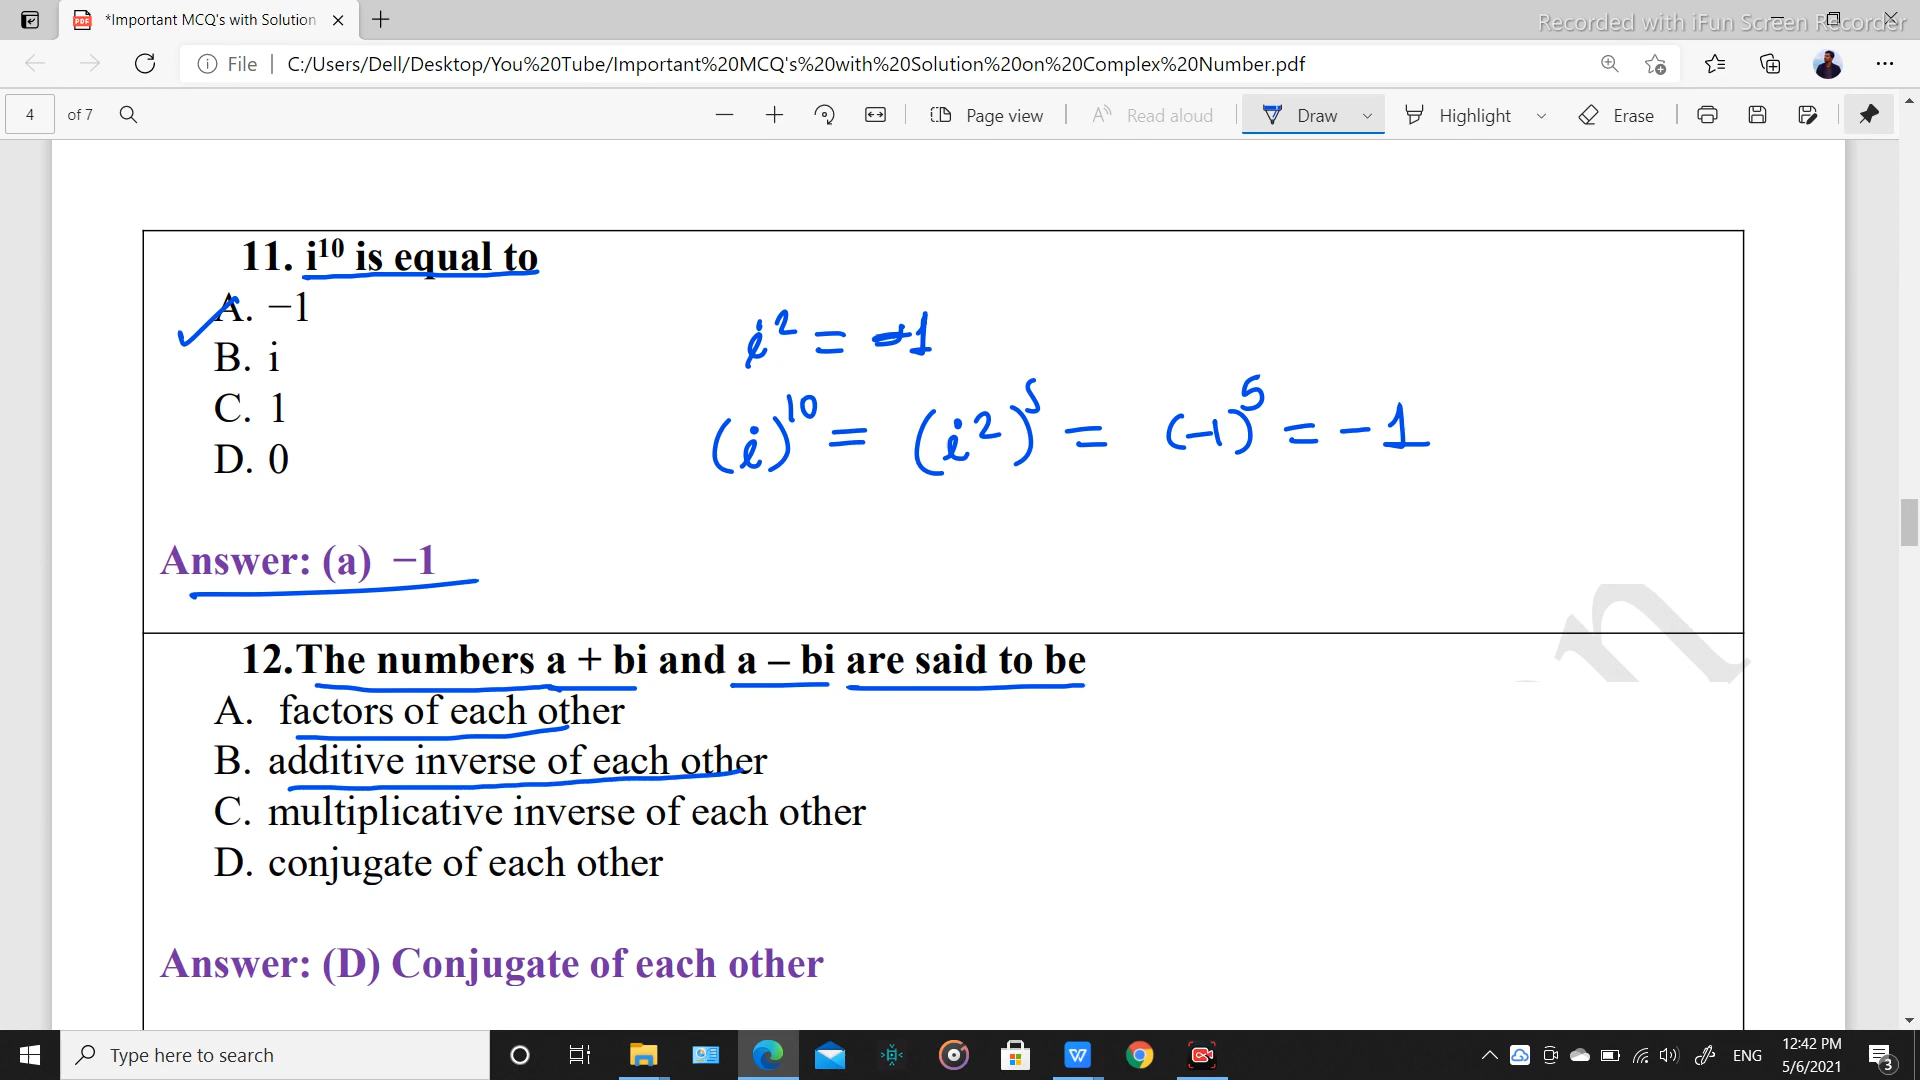 *Important MCQ's with Solution
Recorded with iFun Screen Recorder
File C:/Users/Dell/Desktop/You%20Tube/Important%20MCQ's%20with%20Solution%20on%20Complex%20Number.pdf
4 of 7 Page view Read aloud Draw Highlight Erase
11. i¹⁰ is equal to
A. −1
B. i
C. 1
D. 0
i² = -1
(i)¹⁰ = (i²)⁵ = (-1)⁵ = -1
Answer: (a) −1
12.The numbers a + bi and a – bi are said to be
A. factors of each other
B. additive inverse of each other
C. multiplicative inverse of each other
D. conjugate of each other
Answer: (D) Conjugate of each other
Type here to search
ENG
12:42 PM
5/6/2021
3